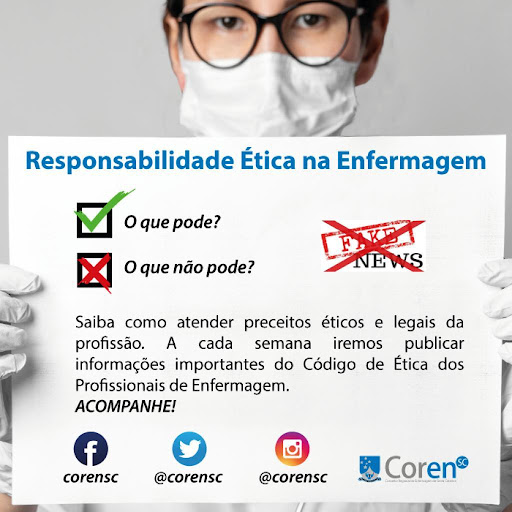 Responsabilidade Ética na Enfermagem
O que pode?
O que não pode?
FAKE
NEWS
Saiba como atender preceitos éticos e legais da
profissão. A cada semana iremos publicar
informações importantes do Código de Ética dos
Profissionais de Enfermagem.
ACOMPANHE!
corensc
@corensc
@corensc
Coren SC